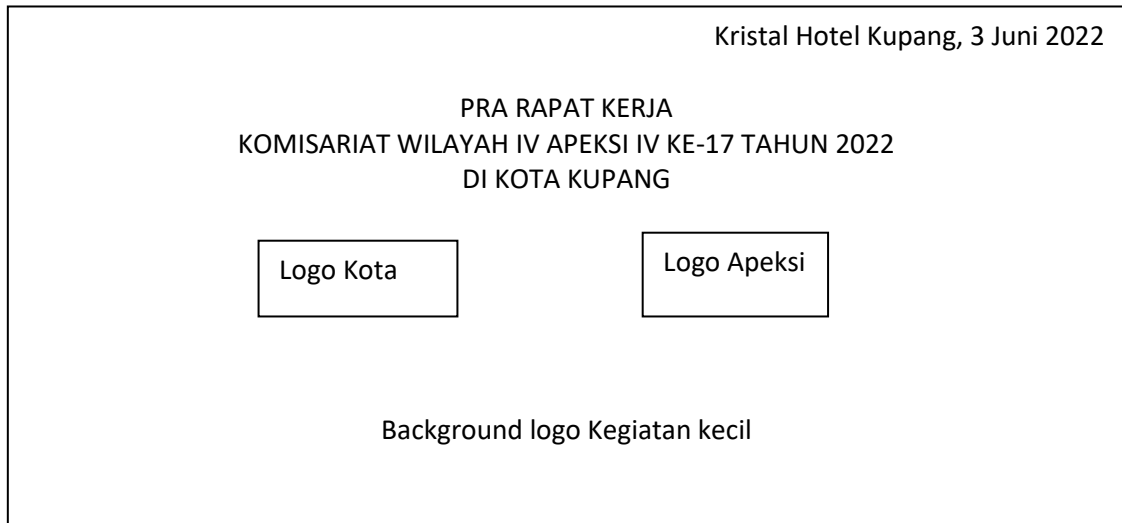 Kristal Hotel Kupang, 3 Juni 2022
PRA RAPAT KERJA
KOMISARIAT WILAYAH IV APEKSI IV KE-17 TAHUN 2022
DI KOTA KUPANG
Logo Kota
Logo Apeksi
Background logo Kegiatan kecil